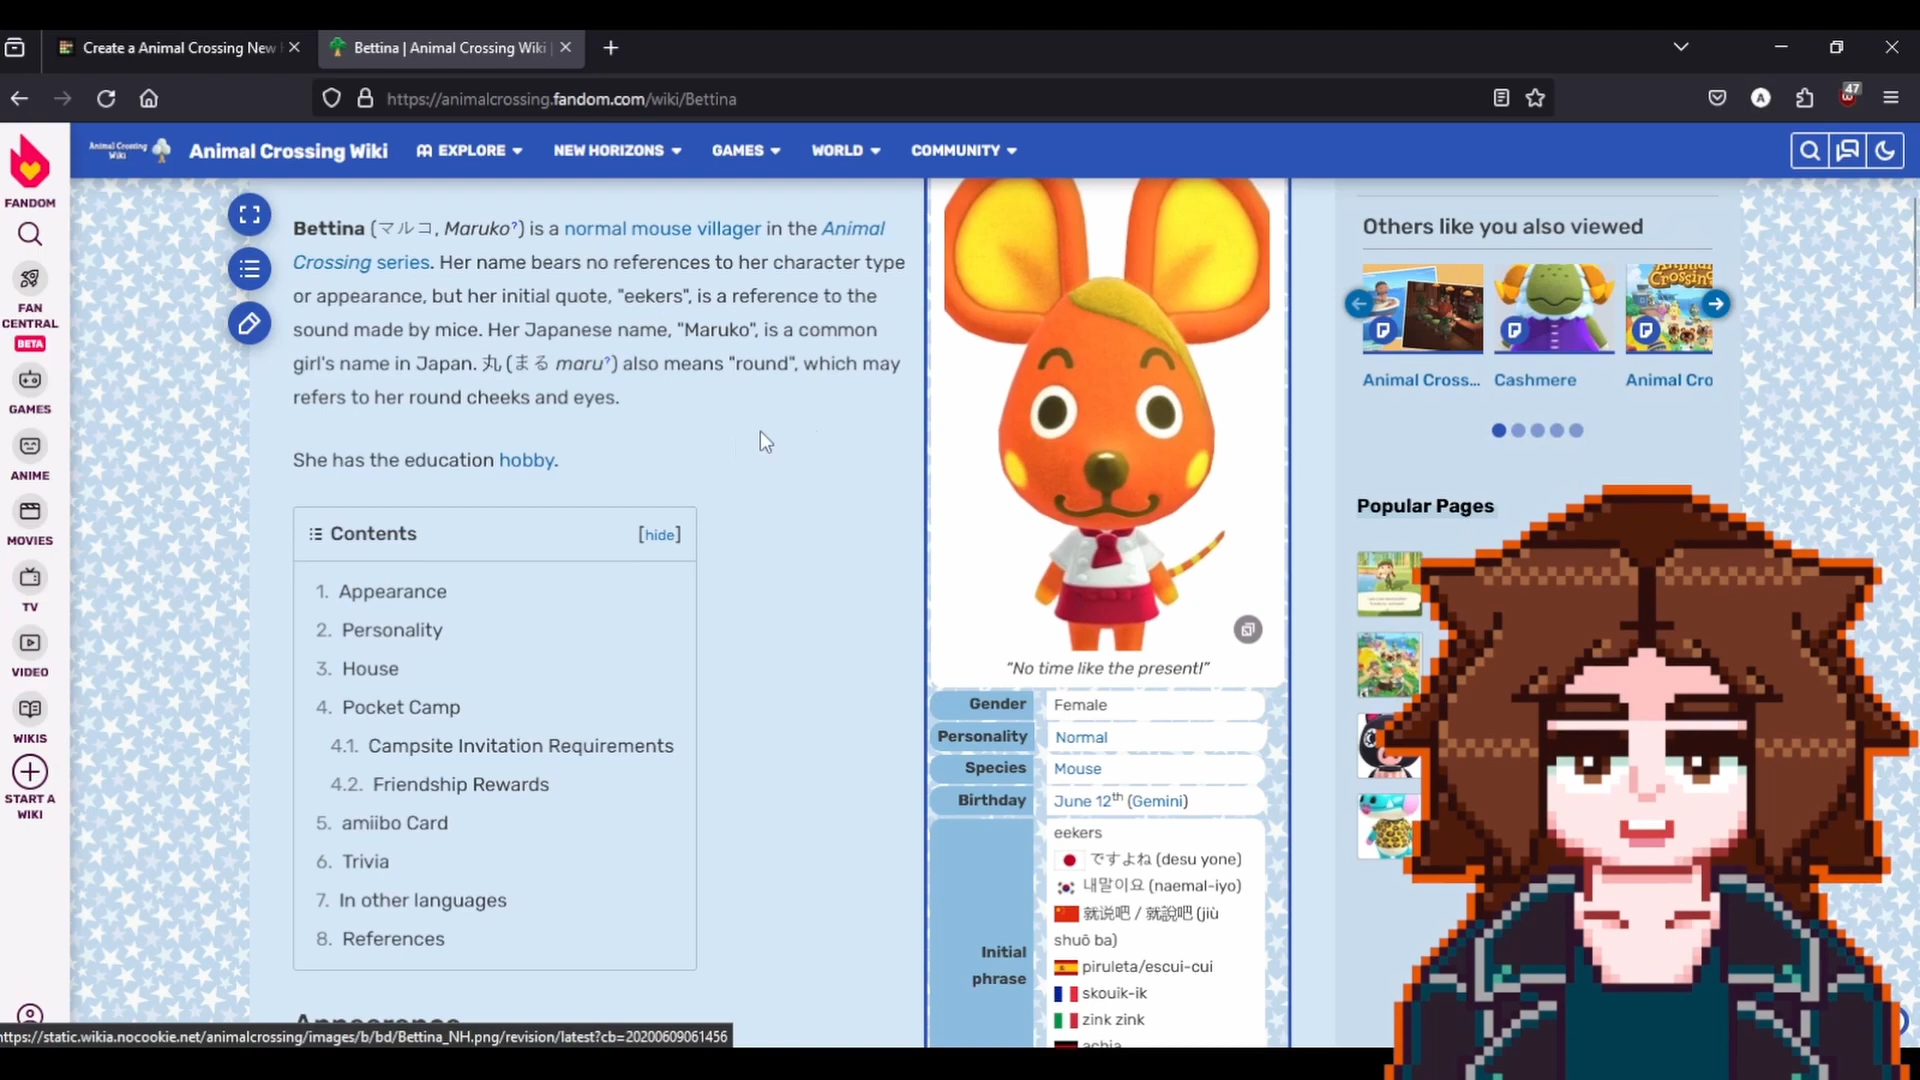 Create a Animal Crossing New
Bettina | Animal Crossing Wiki
https://animalcrossing.fandom.com/wiki/Bettina
A
47
Animal Crossing Wiki
Animal Crossing Wiki
EXPLORE
NEW HORIZONS
GAMES
WORLD
COMMUNITY
FANDOM
FAN CENTRAL
BETA
GAMES
ANIME
MOVIES
TV
VIDEO
WIKIS
START A WIKI
Bettina (マルコ, Maruko?) is a normal mouse villager in the Animal
Crossing series. Her name bears no references to her character type
or appearance, but her initial quote, "eekers", is a reference to the
sound made by mice. Her Japanese name, "Maruko", is a common
girl's name in Japan. 丸 (まる maru?) also means "round", which may
refers to her round cheeks and eyes.
She has the education hobby.
Contents [hide]
1. Appearance
2. Personality
3. House
4. Pocket Camp
4.1. Campsite Invitation Requirements
4.2. Friendship Rewards
5. amiibo Card
6. Trivia
7. In other languages
8. References
Appearance
"No time like the present!"
Gender Female
Personality Normal
Species Mouse
Birthday June 12th (Gemini)
Initial phrase
eekers
ですよね (desu yone)
내말이요 (naemal-iyo)
就说吧 / 就說吧 (jiù
shuō ba)
piruleta/escui-cui
skouik-ik
zink zink
achja
Others like you also viewed
Crossing
Animal Cross...
Cashmere
Animal Cro
Popular Pages
https://static.wikia.nocookie.net/animalcrossing/images/b/bd/Bettina_NH.png/revision/latest?cb=20200609061456